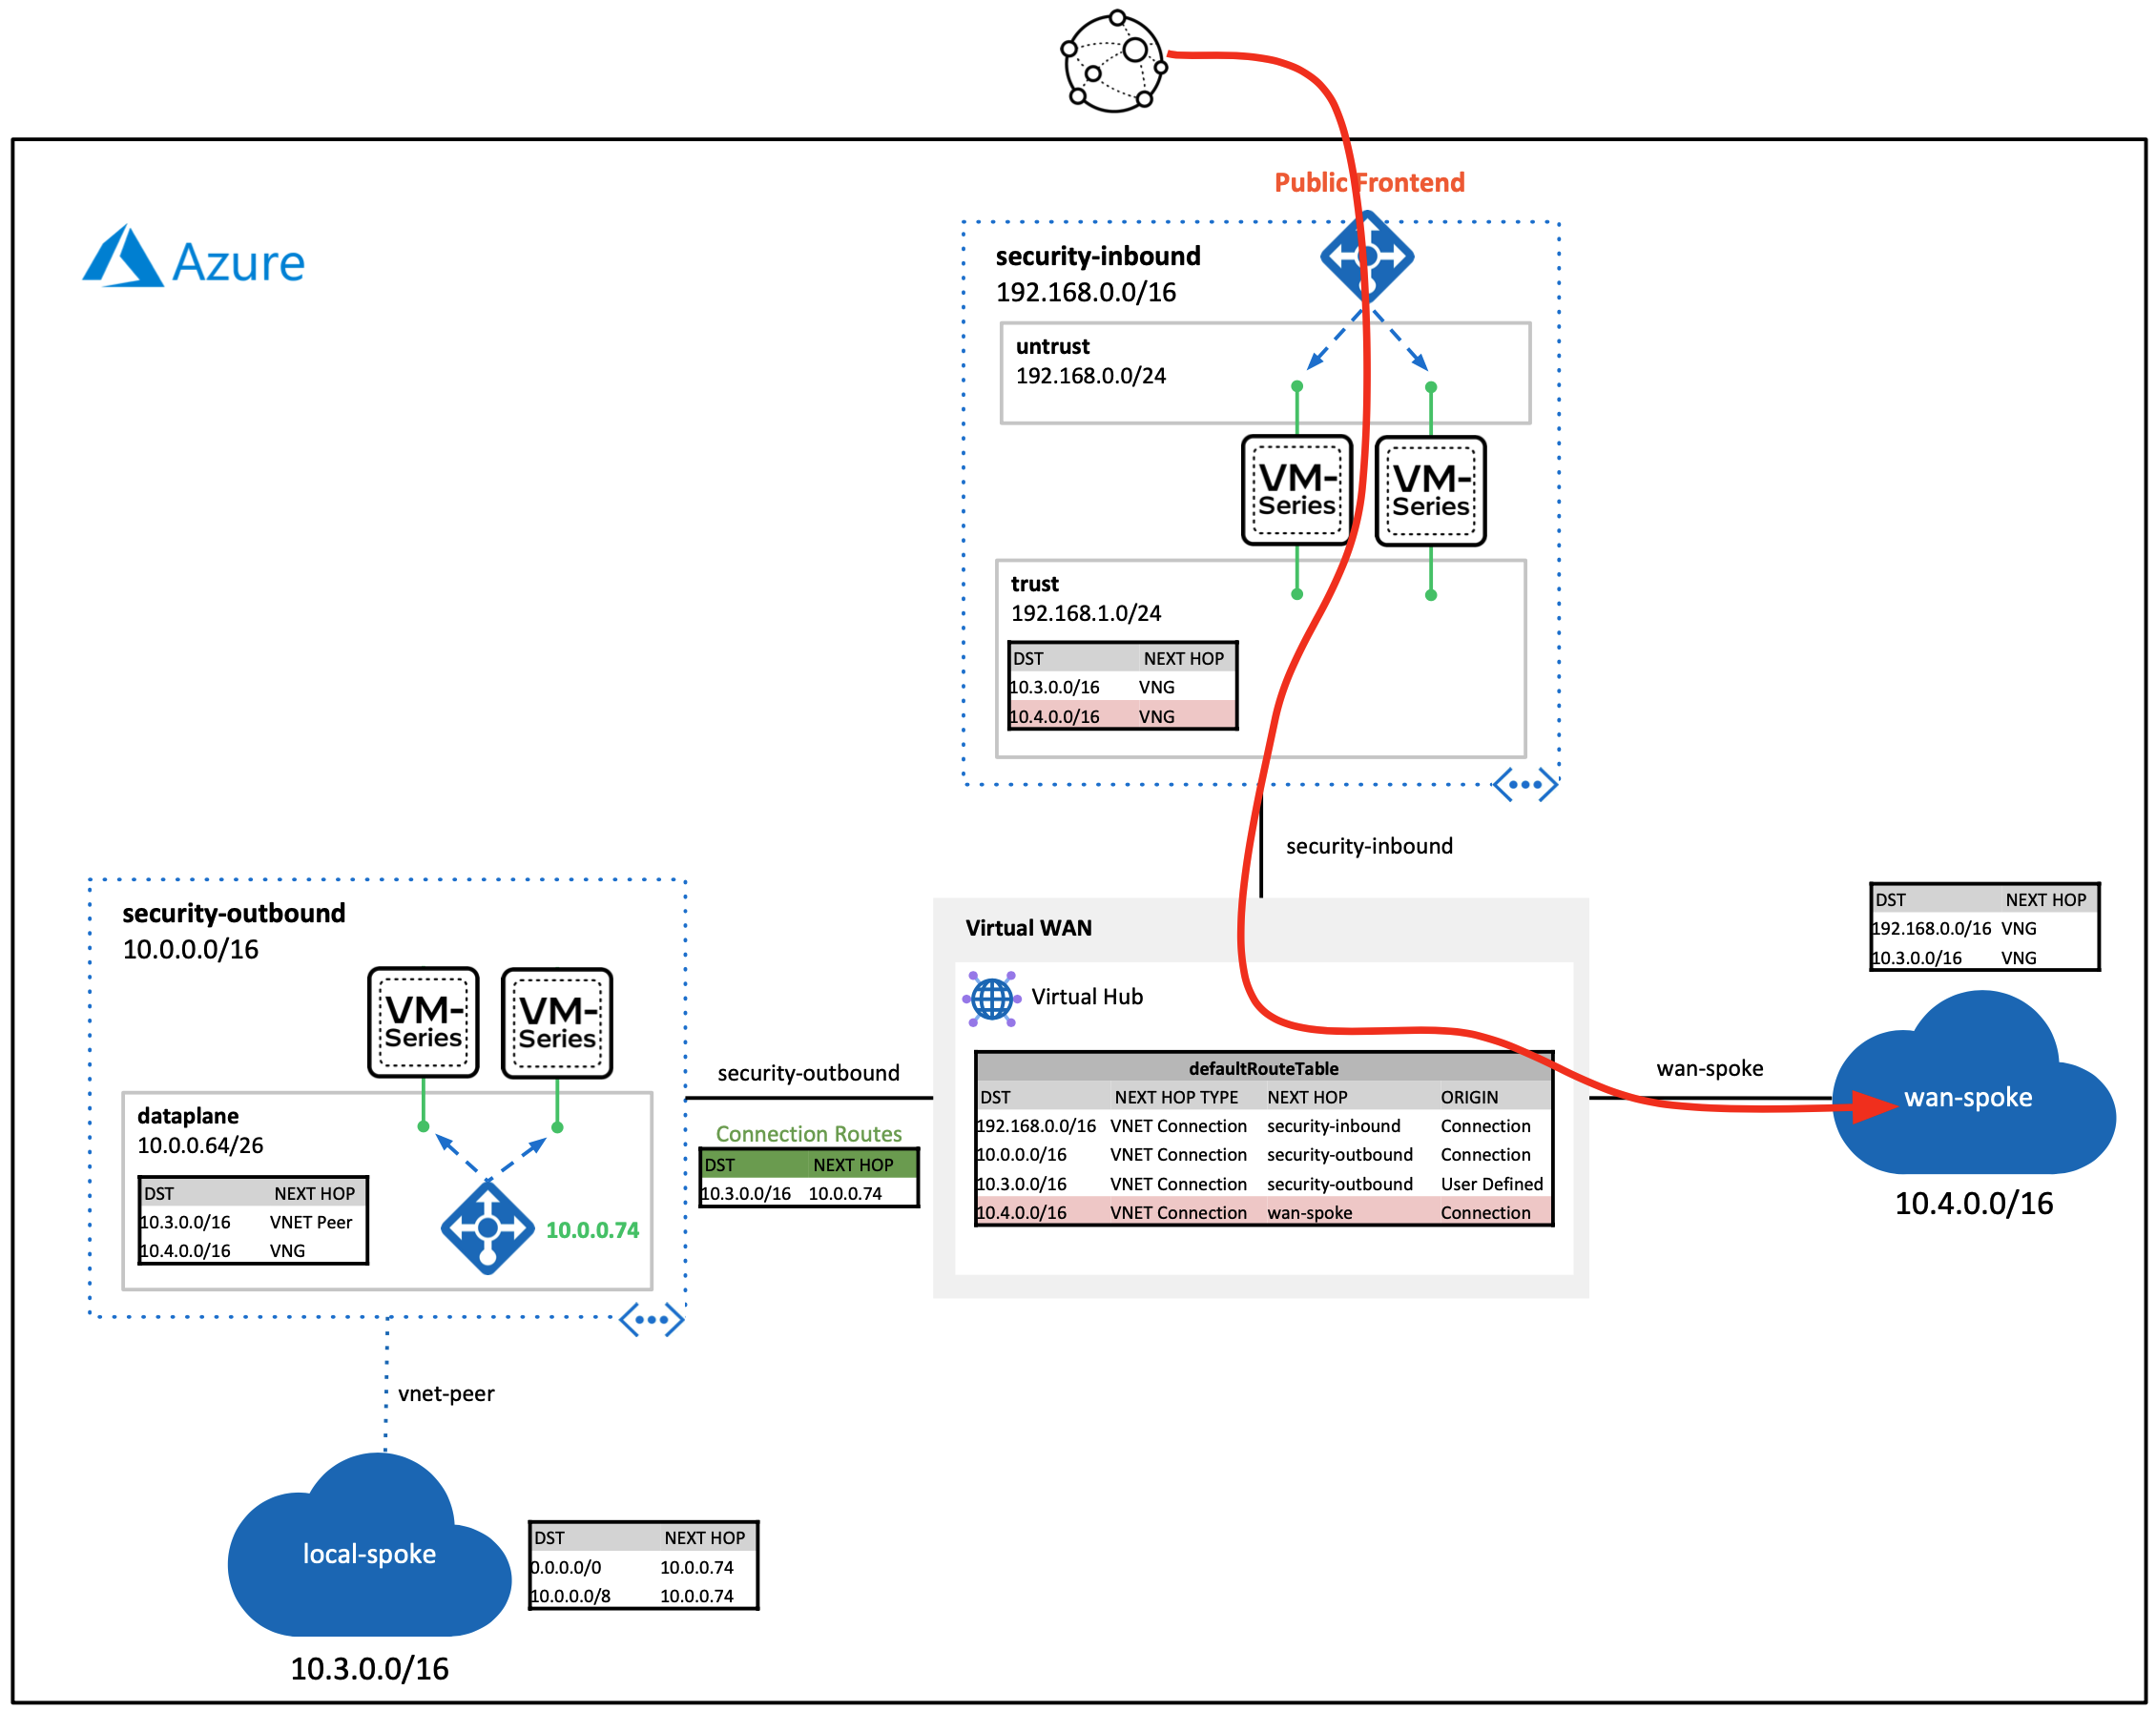 Public Frontend
Azure
security-inbound
192.168.0.0/16
untrust
192.168.0.0/24
VM-
Series
VM-
Series
trust
192.168.1.0/24
DST NEXT HOP
10.3.0.0/16 VNG
10.4.0.0/16 VNG
security-inbound
security-outbound
10.0.0.0/16
VM-
Series
VM-
Series
dataplane
10.0.0.64/26
DST NEXT HOP
10.3.0.0/16 VNET Peer
10.4.0.0/16 VNG
10.0.0.74
security-outbound
Connection Routes
DST NEXT HOP
10.3.0.0/16 10.0.0.74
Virtual WAN
Virtual Hub
defaultRouteTable
DST NEXT HOP TYPE NEXT HOP ORIGIN
192.168.0.0/16 VNET Connection security-inbound Connection
10.0.0.0/16 VNET Connection security-outbound Connection
10.3.0.0/16 VNET Connection security-outbound User Defined
10.4.0.0/16 VNET Connection wan-spoke Connection
wan-spoke
DST NEXT HOP
192.168.0.0/16 VNG
10.3.0.0/16 VNG
wan-spoke
10.4.0.0/16
vnet-peer
local-spoke
DST NEXT HOP
0.0.0.0/0 10.0.0.74
10.0.0.0/8 10.0.0.74
10.3.0.0/16